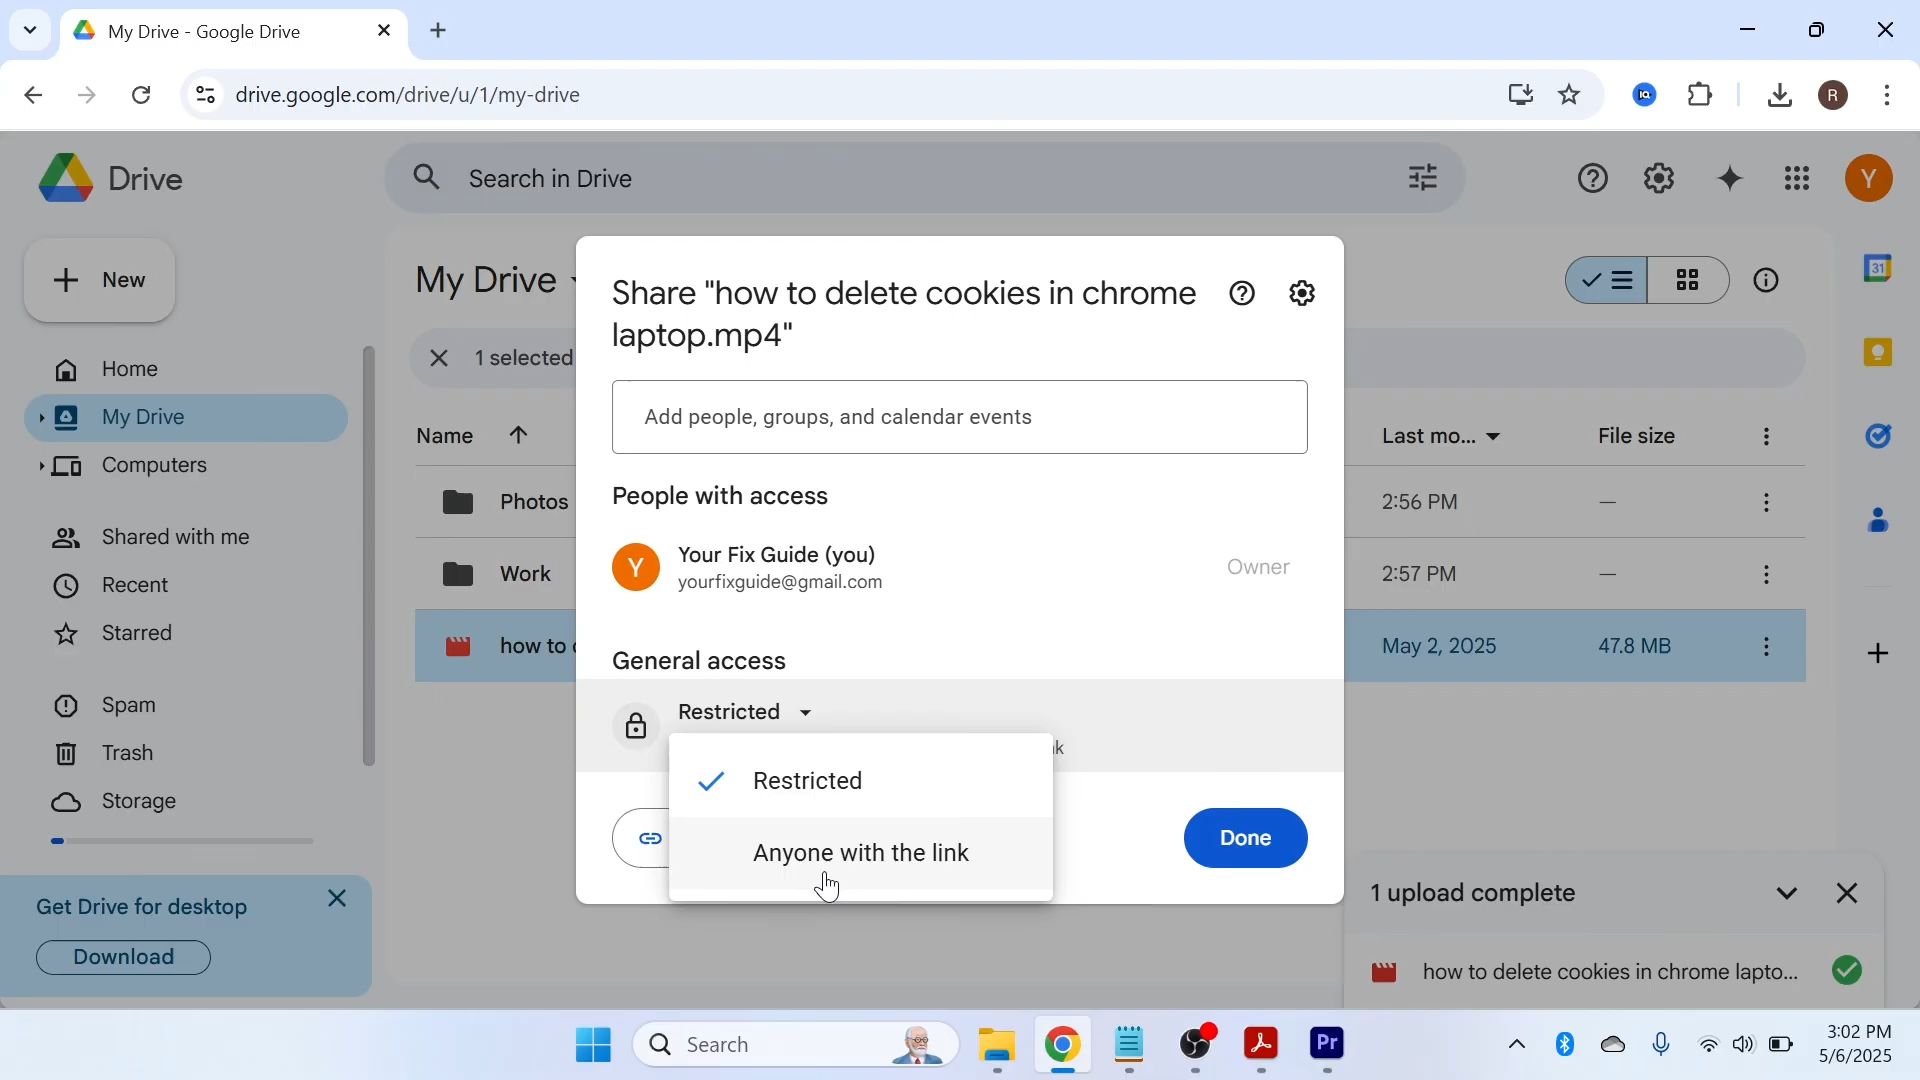 My Drive - Google Drive
drive.google.com/drive/u/1/my-drive
R
Drive
Search in Drive
Y
New
My Drive
31
Share "how to delete cookies in chrome
laptop.mp4"
1 selected
Home
My Drive
Add people, groups, and calendar events
Name
Last mo...
File size
Computers
People with access
Photos
2:56 PM
—
Shared with me
Y
Your Fix Guide (you)
yourfixguide@gmail.com
Owner
Work
2:57 PM
—
Recent
Starred
how to
May 2, 2025
47.8 MB
General access
Spam
Restricted
Trash
Restricted
Storage
Anyone with the link
Done
Get Drive for desktop
Download
1 upload complete
how to delete cookies in chrome lapto...
Search
Pr
3:02 PM
5/6/2025